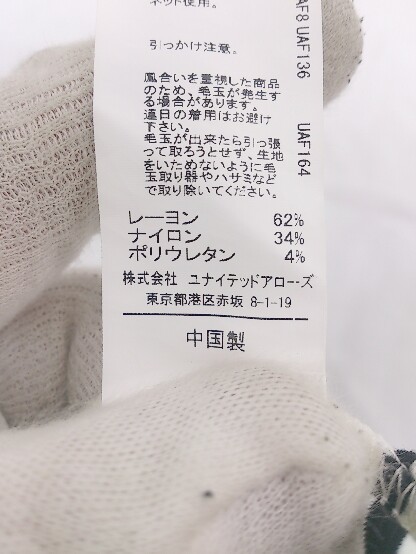 ネット使用。
引っかけ注意。
風合いを重視した商品
のため、毛玉が発生す
る場合があります。
連日の着用はお避け
下さい。
毛玉が出来たら引っ張
って取ろうとせず、生地
をいためないように毛
玉取り器やハサミなど
で取り除いてください。
レーヨン 62%
ナイロン 34%
ポリウレタン 4%
株式会社 ユナイテッドアローズ
東京都港区赤坂 8-1-19
中国製
AF8 UAF136 UAF164